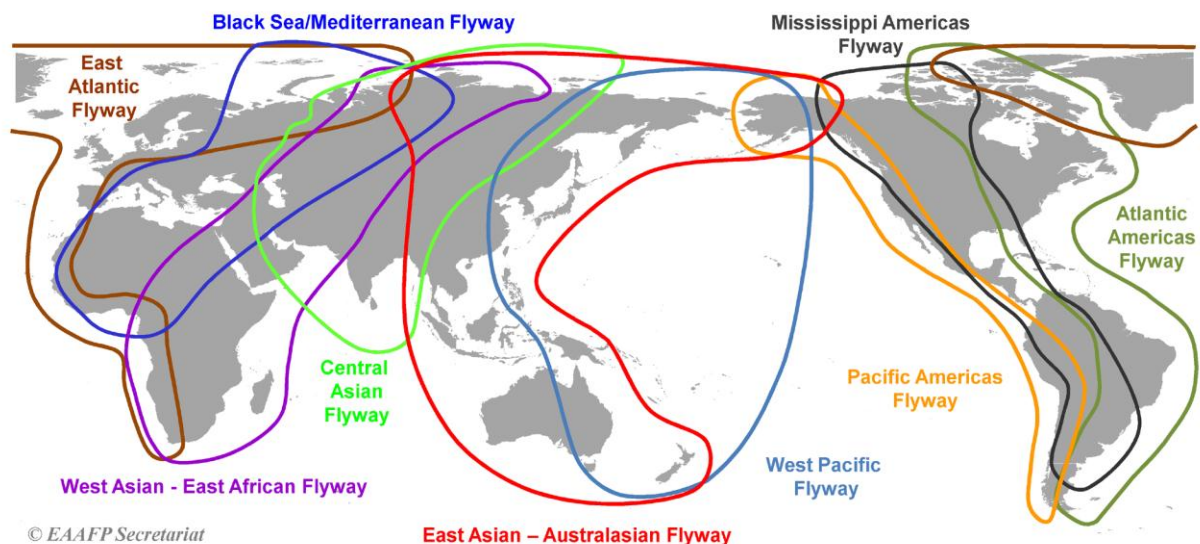 Black Sea/Mediterranean Flyway
Mississippi Americas
Flyway
East
Atlantic
Flyway
Atlantic
Americas
Flyway
Central
Asian
Flyway
Pacific Americas
Flyway
West Pacific
Flyway
West Asian - East African Flyway
© EAAFP Secretariat
East Asian – Australasian Flyway